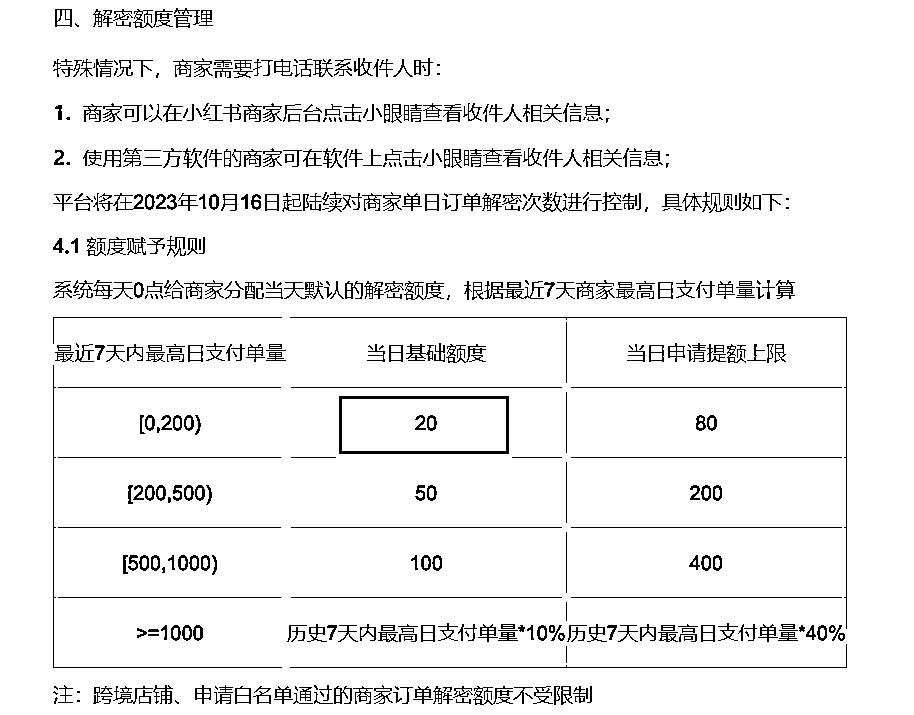 四、解密额度管理
特殊情况下，商家需要打电话联系收件人时：
1. 商家可以在小红书商家后台点击小眼睛查看收件人相关信息；
2. 使用第三方软件的商家可在软件上点击小眼睛查看收件人相关信息；
平台将在2023年10月16日起陆续对商家单日订单解密次数进行控制，具体规则如下：
4.1 额度赋予规则
系统每天0点给商家分配当天默认的解密额度，根据最近7天商家最高日支付单量计算
最近7天内最高日支付单量 当日基础额度 当日申请提额上限
[0,200) 20 80
[200,500) 50 200
[500,1000) 100 400
>=1000 历史7天内最高日支付单量*10% 历史7天内最高日支付单量*40%
注：跨境店铺、申请白名单通过的商家订单解密额度不受限制